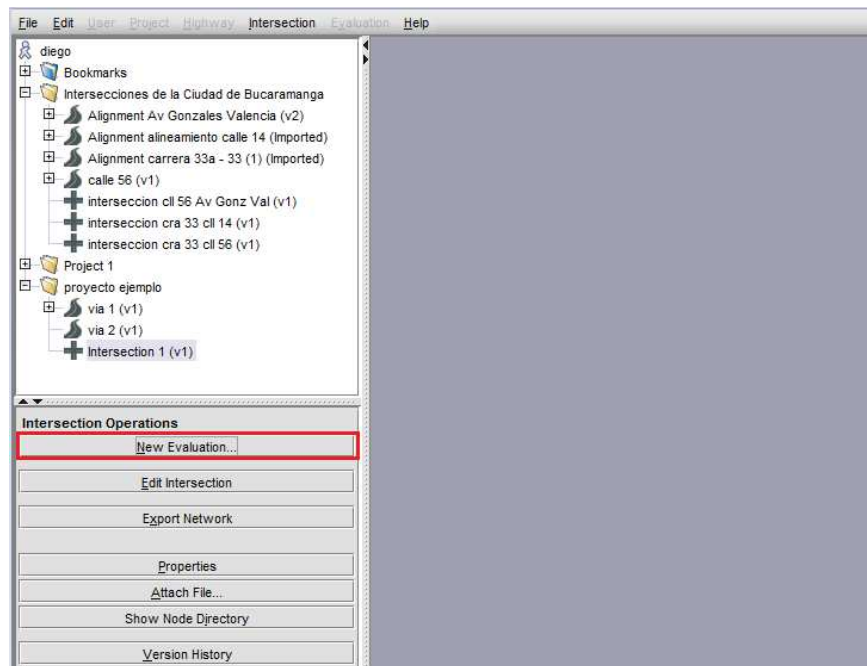 File Edit User Project Highway Intersection Evaluation Help
diego
Bookmarks
Intersecciones de la Ciudad de Bucaramanga
Alignment Av Gonzales Valencia (v2)
Alignment alineamiento calle 14 (Imported)
Alignment carrera 33a - 33 (1) (Imported)
calle 56 (v1)
interseccion cll 56 Av Gonz Val (v1)
interseccion cra 33 cll 14 (v1)
interseccion cra 33 cll 56 (v1)
Project 1
proyecto ejemplo
via 1 (v1)
via 2 (v1)
Intersection 1 (v1)
Intersection Operations
New Evaluation...
Edit Intersection
Export Network
Properties
Attach File...
Show Node Directory
Version History